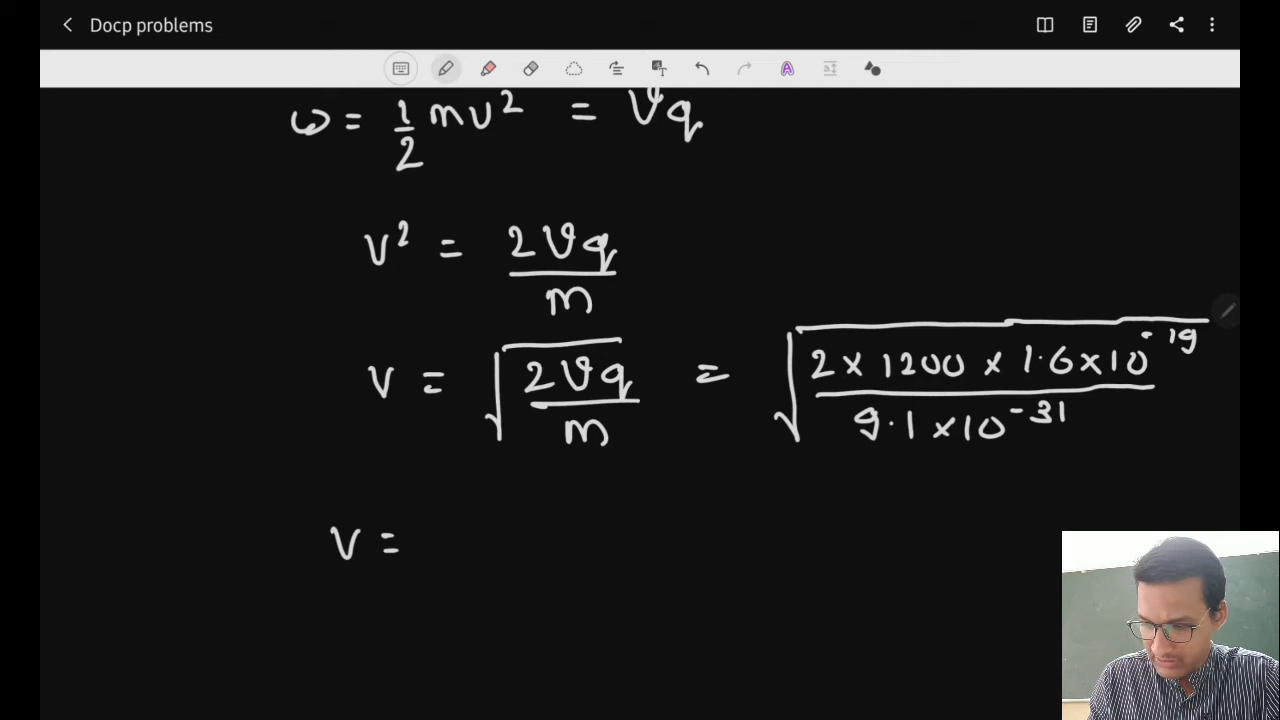 Docp problems
ω = 1/2 mv² = Vq
v² = 2Vq/m
v = √(2Vq/m) = √(2 × 1200 × 1.6 × 10⁻¹⁹ / 9.1 × 10⁻³¹)
v =